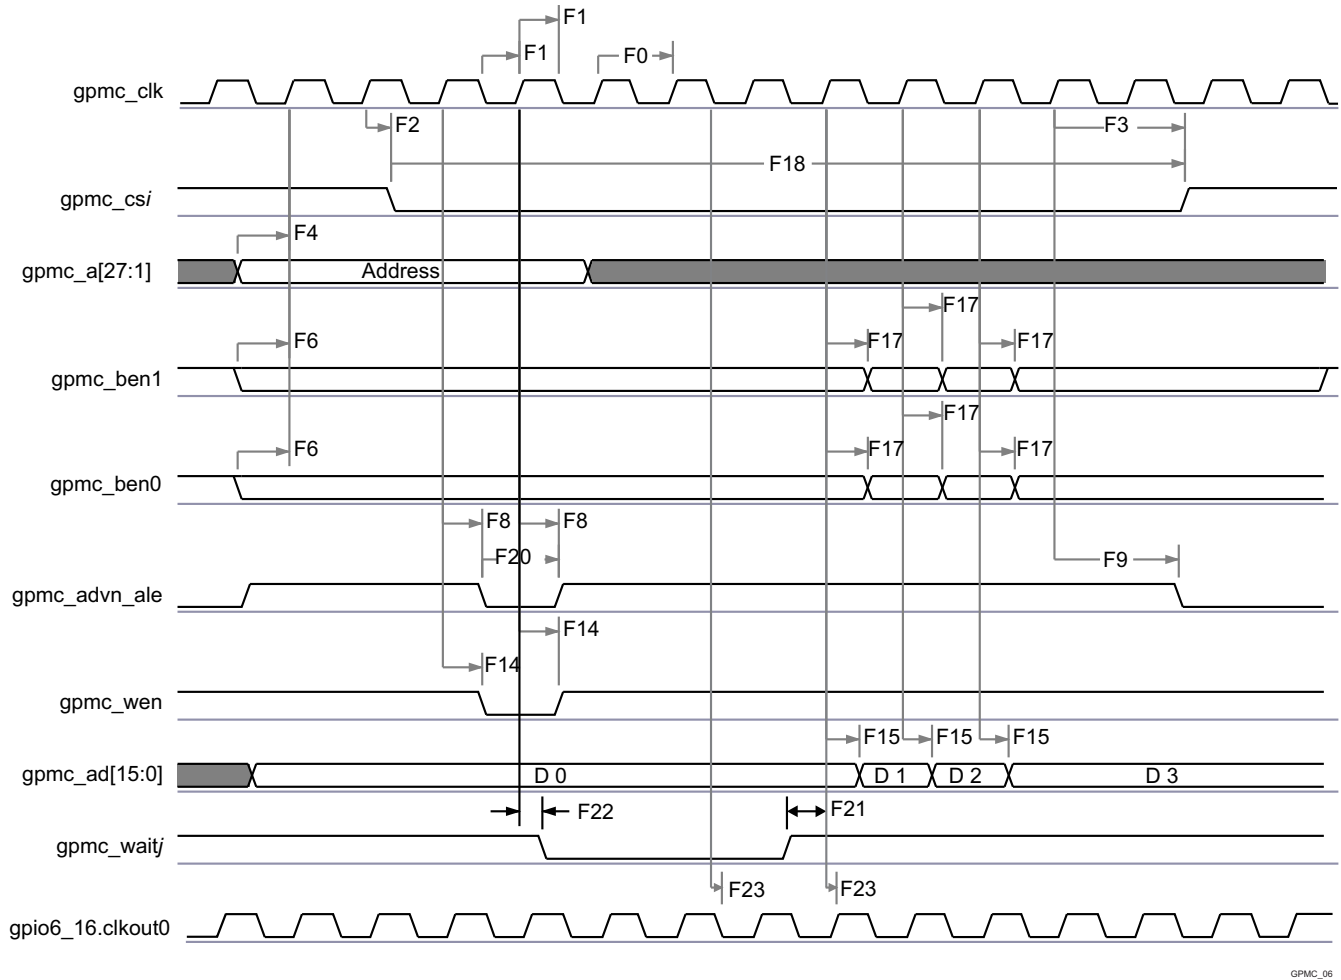 F1
F1
F0
gpmc_clk
F2
F3
F18
gpmc_csi
F4
gpmc_a[27:1]
Address
F17
F6
F17
F17
gpmc_ben1
F17
F6
F17
F17
gpmc_ben0
F8
F8
F20
F9
gpmc_advn_ale
F14
F14
gpmc_wen
F15
F15
F15
gpmc_ad[15:0]
D 0
D 1
D 2
D 3
F22
F21
gpmc_waitj
F23
F23
gpio6_16.clkout0
GPMC_06